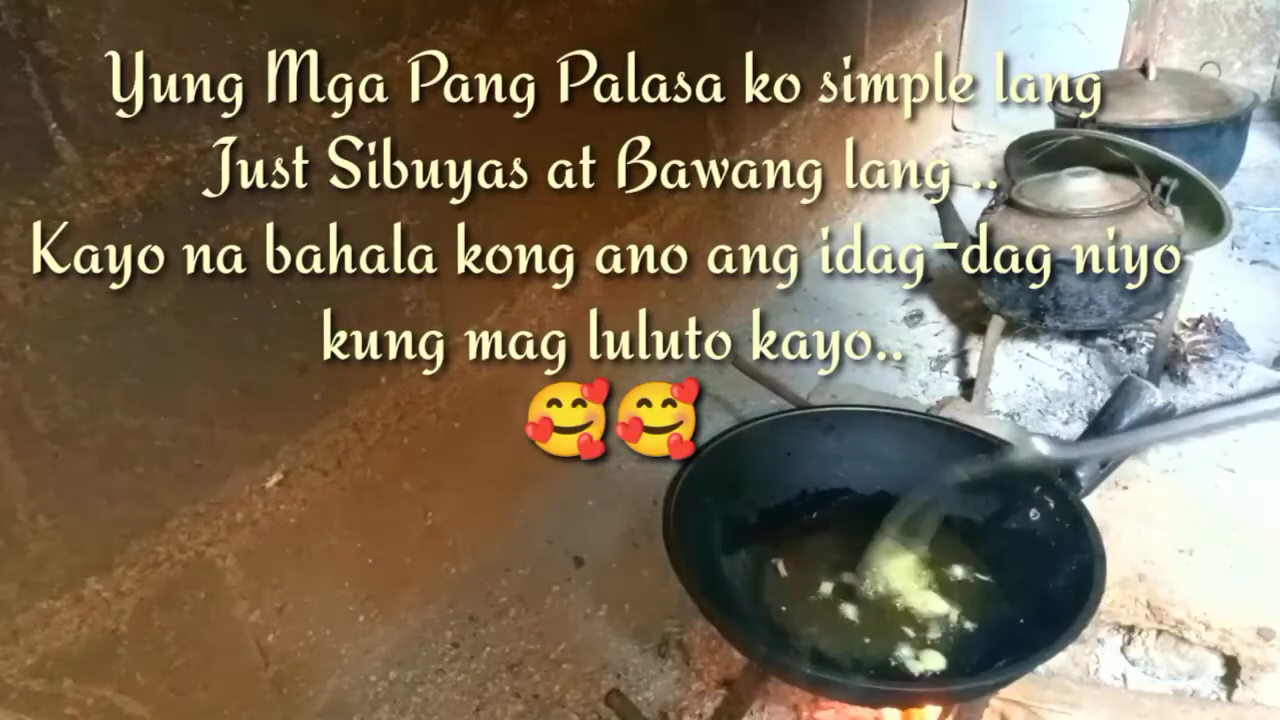 Yung Mga Pang Palasa ko simple lang
Just Sibuyas at Bawang lang ..
Kayo na bahala kong ano ang idag-dag niyo
kung mag luluto kayo..
🥰🥰